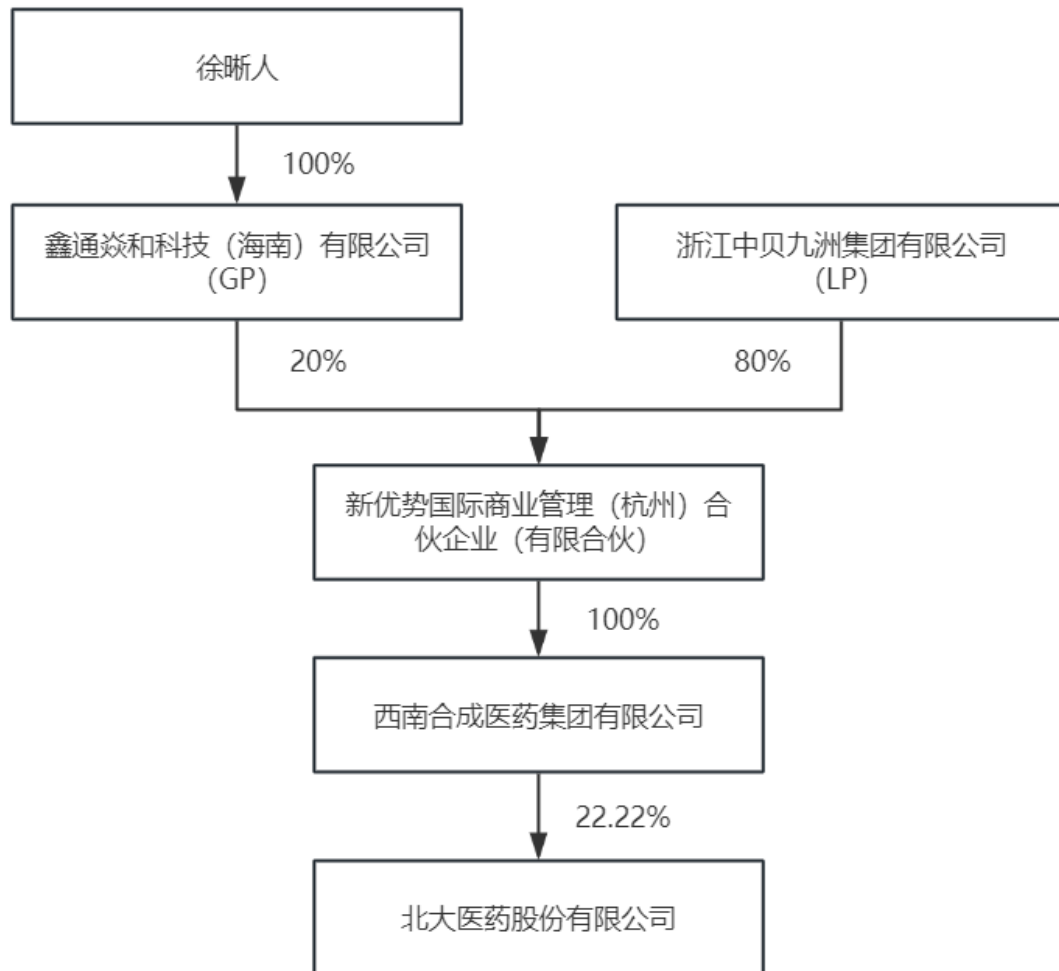 徐晰人
100%
鑫通焱和科技（海南）有限公司
（GP）
浙江中贝九洲集团有限公司
（LP）
20%
80%
新优势国际商业管理（杭州）合
伙企业（有限合伙）
100%
西南合成医药集团有限公司
22.22%
北大医药股份有限公司